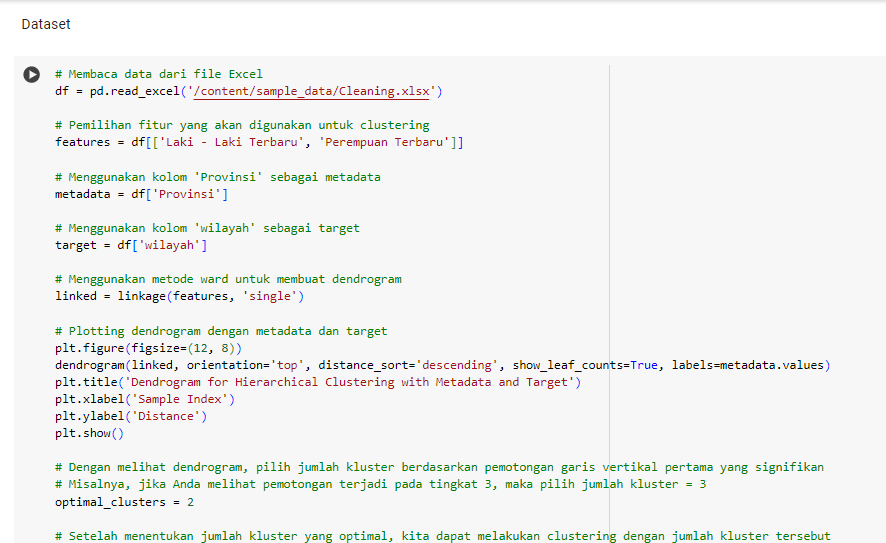 Dataset
# Membaca data dari file Excel
df = pd.read_excel('/content/sample_data/Cleaning.xlsx')
# Pemilihan fitur yang akan digunakan untuk clustering
features = df[['Laki - Laki Terbaru', 'Perempuan Terbaru']]
# Menggunakan kolom 'Provinsi' sebagai metadata
metadata = df['Provinsi']
# Menggunakan kolom 'wilayah' sebagai target
target = df['wilayah']
# Menggunakan metode ward untuk membuat dendrogram
linked = linkage(features, 'single')
# Plotting dendrogram dengan metadata dan target
plt.figure(figsize=(12, 8))
dendrogram(linked, orientation='top', distance_sort='descending', show_leaf_counts=True, labels=metadata.values)
plt.title('Dendrogram for Hierarchical Clustering with Metadata and Target')
plt.xlabel('Sample Index')
plt.ylabel('Distance')
plt.show()
# Dengan melihat dendrogram, pilih jumlah kluster berdasarkan pemotongan garis vertikal pertama yang signifikan
# Misalnya, jika Anda melihat pemotongan terjadi pada tingkat 3, maka pilih jumlah kluster = 3
optimal_clusters = 2
# Setelah menentukan jumlah kluster yang optimal, kita dapat melakukan clustering dengan jumlah kluster tersebut